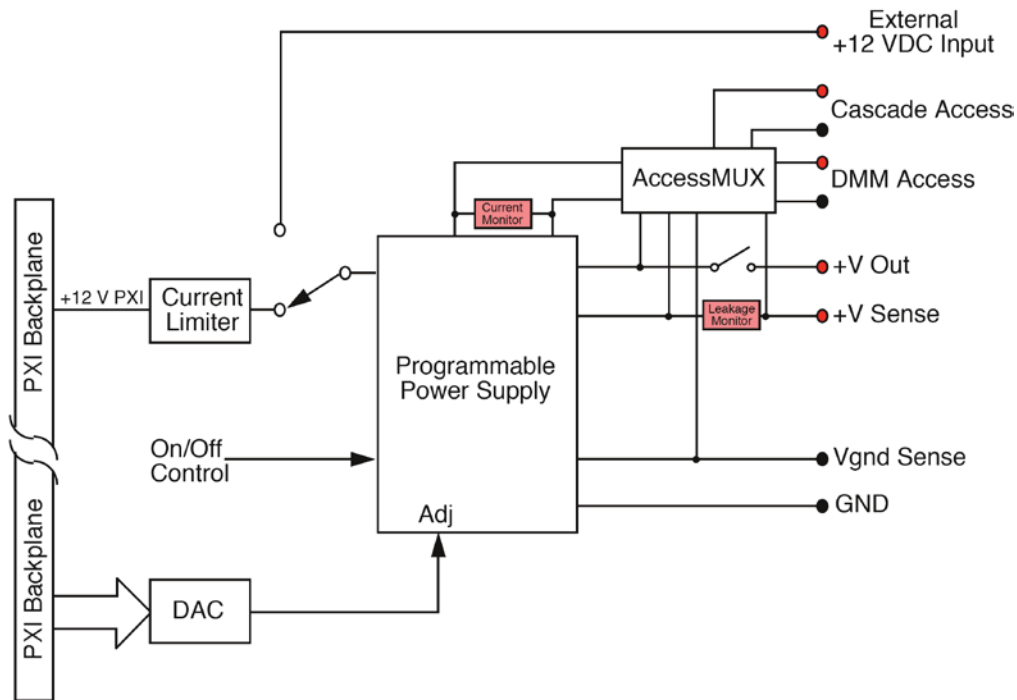 External
+12 VDC Input
Cascade Access
AccessMUX
DMM Access
Current
Monitor
PXI Backplane
+12 V PXI
Current
Limiter
+V Out
Leakage
Monitor
+V Sense
Programmable
Power Supply
On/Off
Control
Vgnd Sense
GND
Adj
PXI Backplane
DAC